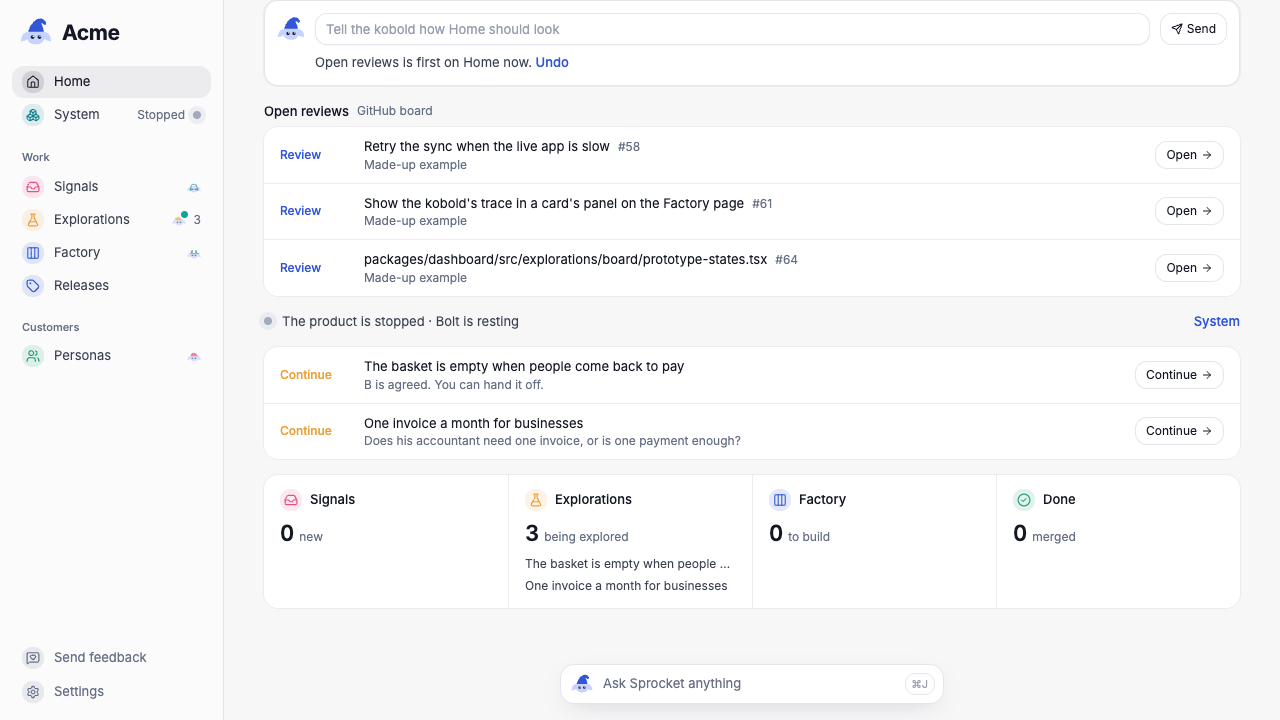 Acme
Home
System Stopped
Work
Signals
Explorations 3
Factory
Releases
Customers
Personas
Send feedback
Settings
Tell the kobold how Home should look
Send
Open reviews is first on Home now. Undo
Open reviews GitHub board
Review Retry the sync when the live app is slow #58 Open
Made-up example
Review Show the kobold's trace in a card's panel on the Factory page #61 Open
Made-up example
Review packages/dashboard/src/explorations/board/prototype-states.tsx #64 Open
Made-up example
The product is stopped · Bolt is resting System
Continue The basket is empty when people come back to pay Continue
B is agreed. You can hand it off.
Continue One invoice a month for businesses Continue
Does his accountant need one invoice, or is one payment enough?
Signals
0 new
Explorations
3 being explored
The basket is empty when people ...
One invoice a month for businesses
Factory
0 to build
Done
0 merged
Ask Sprocket anything ⌘J